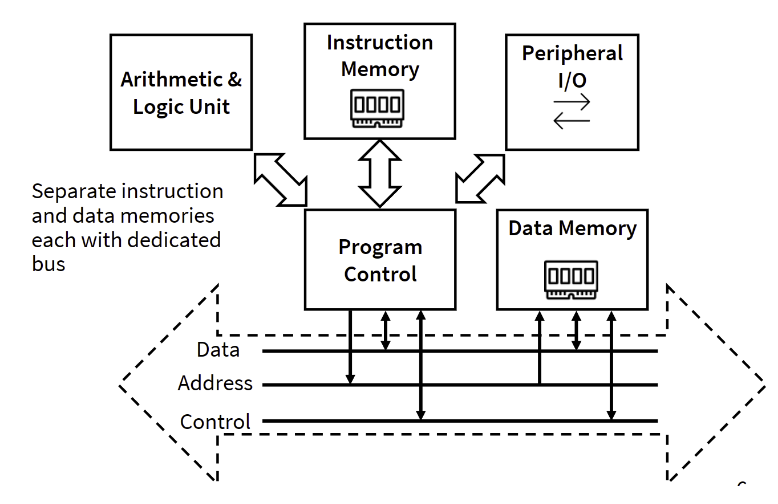 Arithmetic &
Logic Unit
Instruction
Memory
Peripheral
I/O
Separate instruction
and data memories
each with dedicated
bus
Program
Control
Data Memory
Data
Address
Control